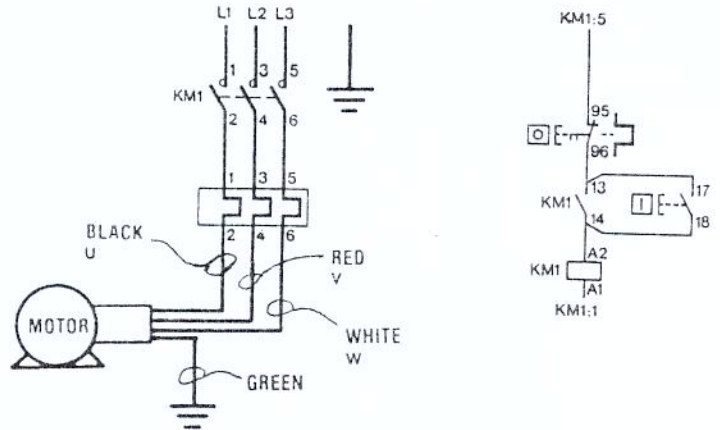 L1 L2 L3
1 3 5
KM1
2 4 6
1 3 5
2 4 6
BLACK
U
RED
V
WHITE
W
MOTOR
GREEN
KM1:5
95
O
96
13 17
KM1 I
14 18
A2
KM1
A1
KM1:1